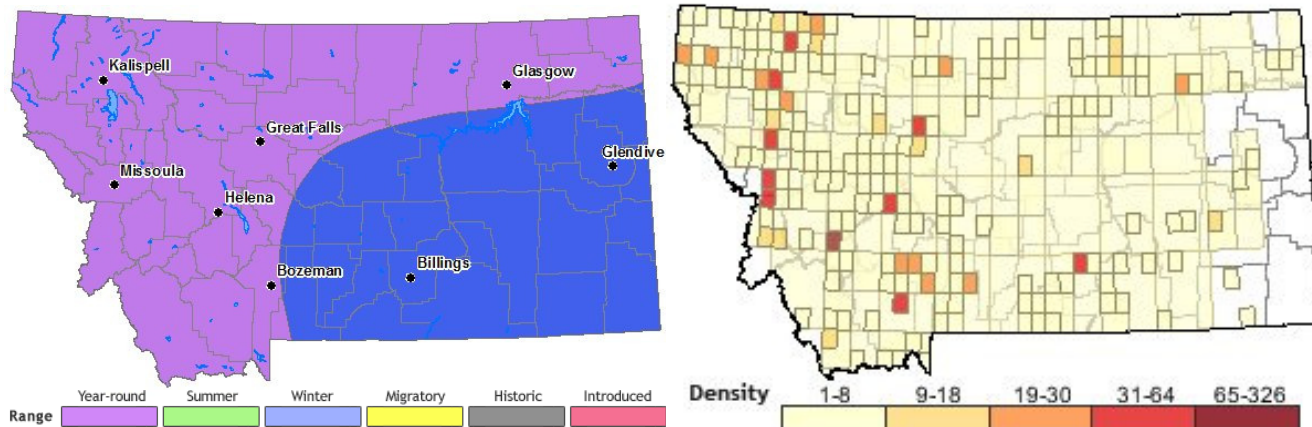 Kalispell
Glasgow
Great Falls
Glendive
Missoula
Helena
Bozeman
Billings
Year-round Summer Winter Migratory Historic Introduced
Range
Density 1-8 9-18 19-30 31-64 65-326